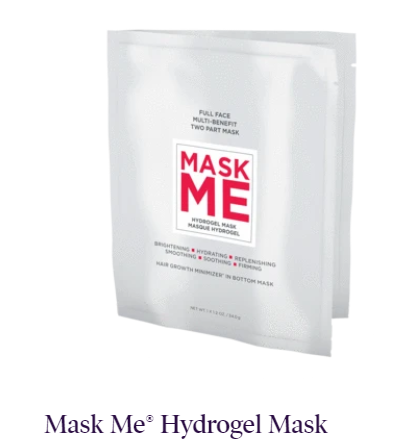 FULL FACE
MULTI-BENEFIT
TWO PART MASK
MASK
ME
HYDROGEL MASK
MASQUE HYDROGEL
BRIGHTENING • HYDRATING • REPLENISHING
SMOOTHING • SOOTHING • FIRMING
HAIR GROWTH MINIMIZER* IN BOTTOM MASK
Mask Me® Hydrogel Mask